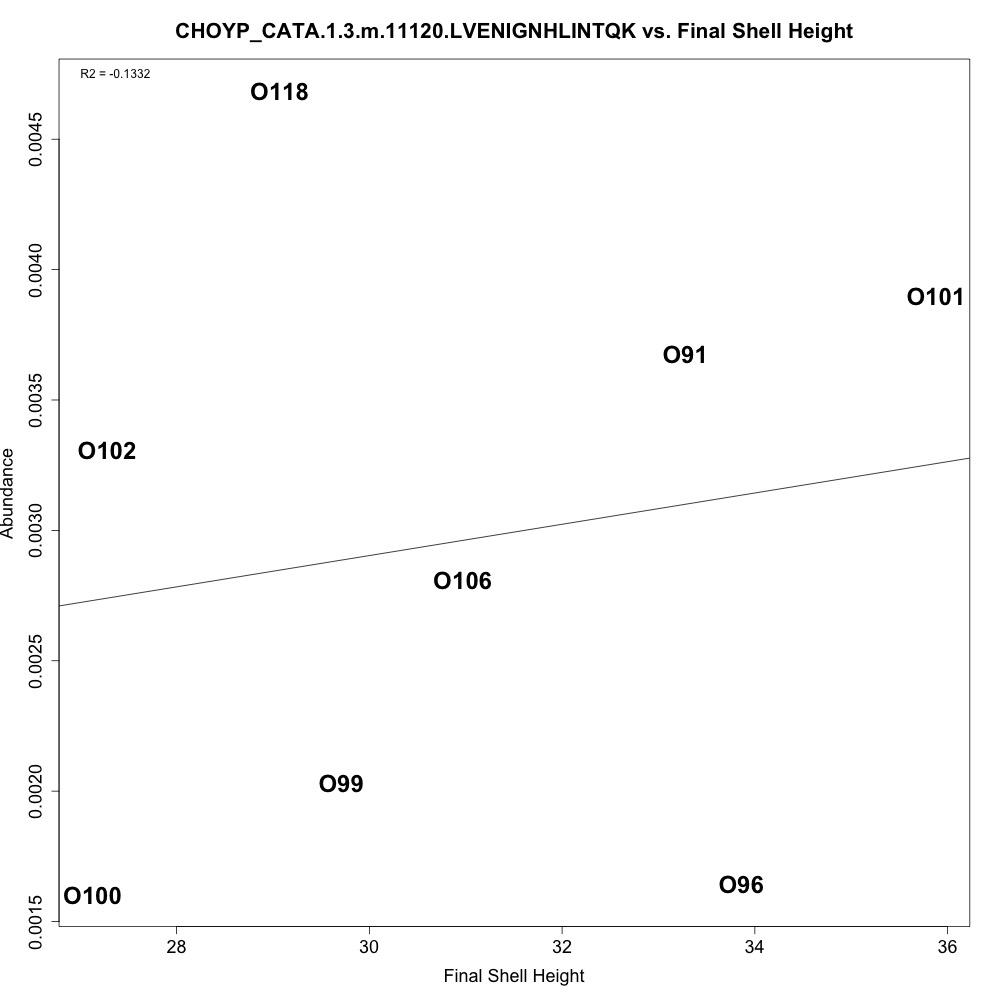 CHOYP_CATA.1.3.m.11120.LVENIGNHLINTQK vs. Final Shell Height
R2 = -0.1332
O118
O101
O91
O102
O106
O99
O96
O100
Abundance
0.0045
0.0040
0.0035
0.0030
0.0025
0.0020
0.0015
28 30 32 34 36
Final Shell Height